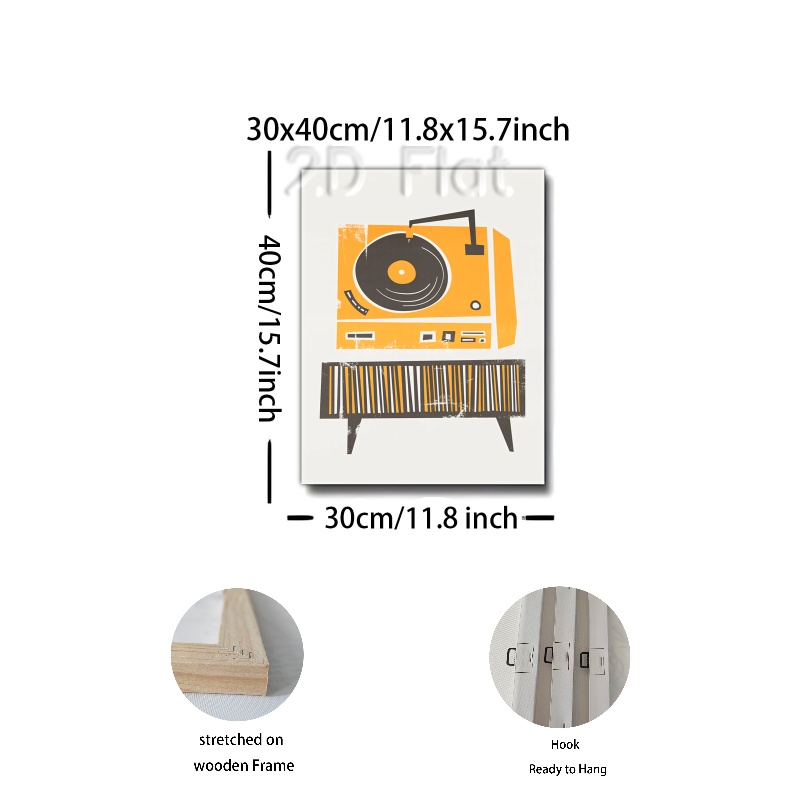 30x40cm/11.8x15.7inch
2D Flat
40cm/15.7inch
30cm/11.8 inch
stretched on
wooden Frame
Hook
Ready to Hang